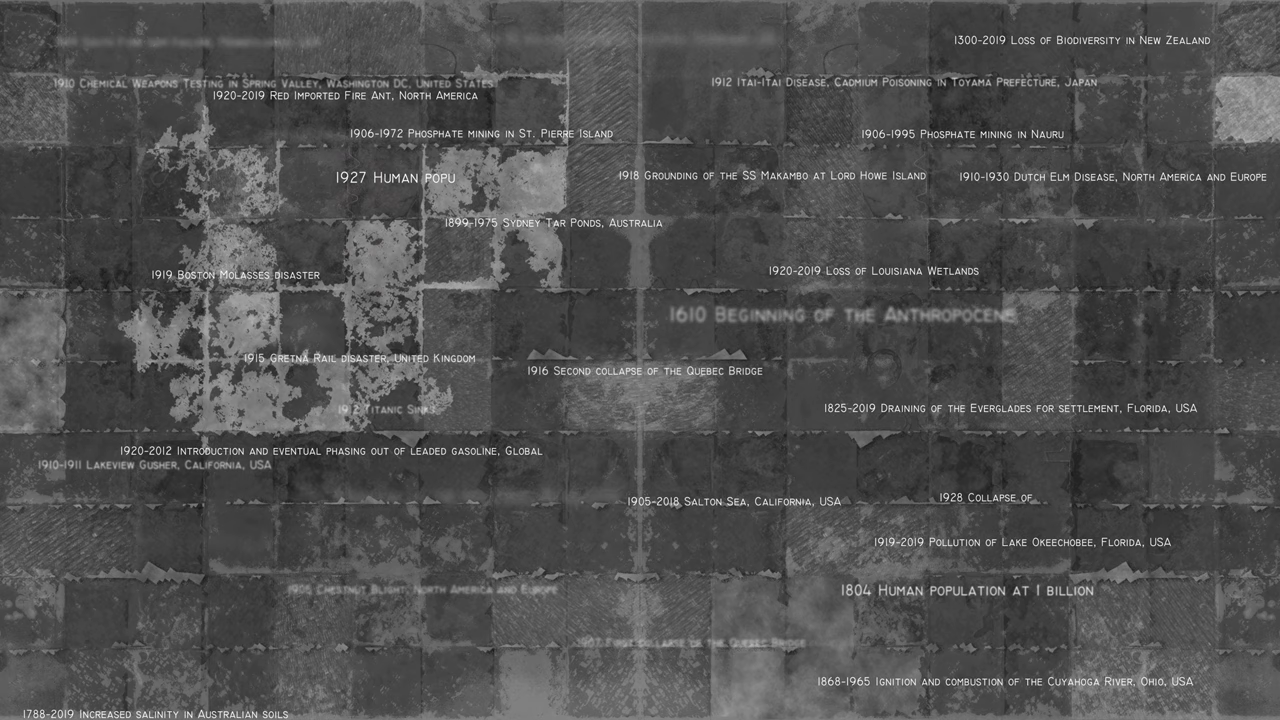 1300-2019 Loss of Biodiversity in New Zealand
1910 Chemical Weapons Testing in Spring Valley, Washington DC, United States
1912 Itai-Itai Disease, Cadmium Poisoning in Toyama Prefecture, Japan
1920-2019 Red Imported Fire Ant, North America
1906-1972 Phosphate mining in St. Pierre Island
1906-1995 Phosphate mining in Nauru
1927 Human popu
1918 Grounding of the SS Makambo at Lord Howe Island
1910-1930 Dutch Elm Disease, North America and Europe
1899-1975 Sydney Tar Ponds, Australia
1919 Boston Molasses disaster
1920-2019 Loss of Louisiana Wetlands
1610 Beginning of the Anthropocene
1915 Gretna Rail disaster, United Kingdom
1916 Second collapse of the Quebec Bridge
1912 Titanic Sinks
1825-2019 Draining of the Everglades for settlement, Florida, USA
1920-2012 Introduction and eventual phasing out of leaded gasoline, Global
1910-1911 Lakeview Gusher, California, USA
1905-2018 Salton Sea, California, USA
1928 Collapse of
1919-2019 Pollution of Lake Okeechobee, Florida, USA
1905 Chestnut Blight, North America and Europe
1804 Human population at 1 billion
1907 First collapse of the Quebec Bridge
1868-1965 Ignition and combustion of the Cuyahoga River, Ohio, USA
1788-2019 Increased salinity in Australian soils